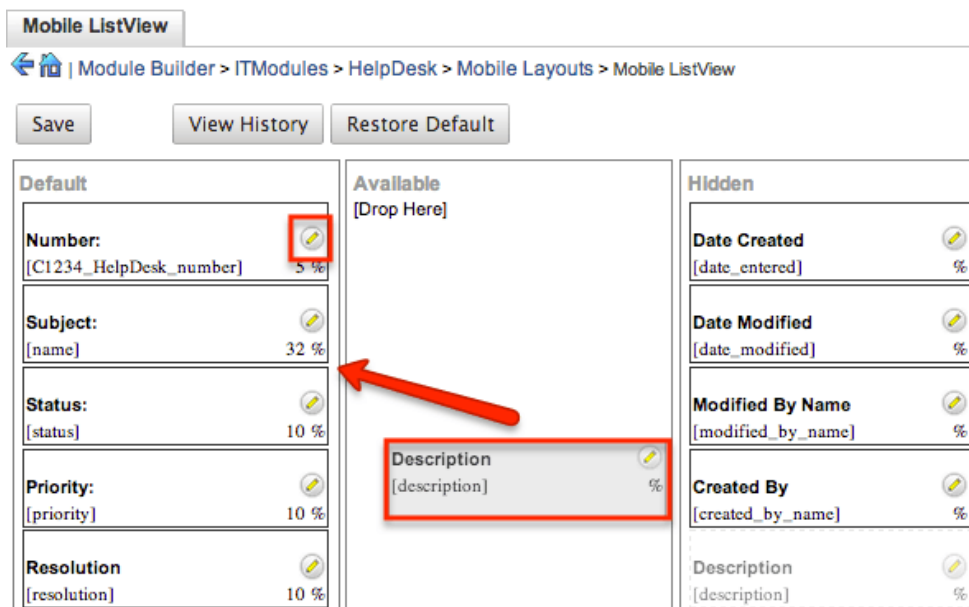 Mobile ListView
| Module Builder > ITModules > HelpDesk > Mobile Layouts > Mobile ListView
Save View History Restore Default
Default
Number:
[C1234_HelpDesk_number] 5 %
Subject:
[name] 32 %
Status:
[status] 10 %
Priority:
[priority] 10 %
Resolution
[resolution] 10 %
Available
[Drop Here]
Description
[description] %
Hidden
Date Created
[date_entered] %
Date Modified
[date_modified] %
Modified By Name
[modified_by_name] %
Created By
[created_by_name] %
Description
[description] %